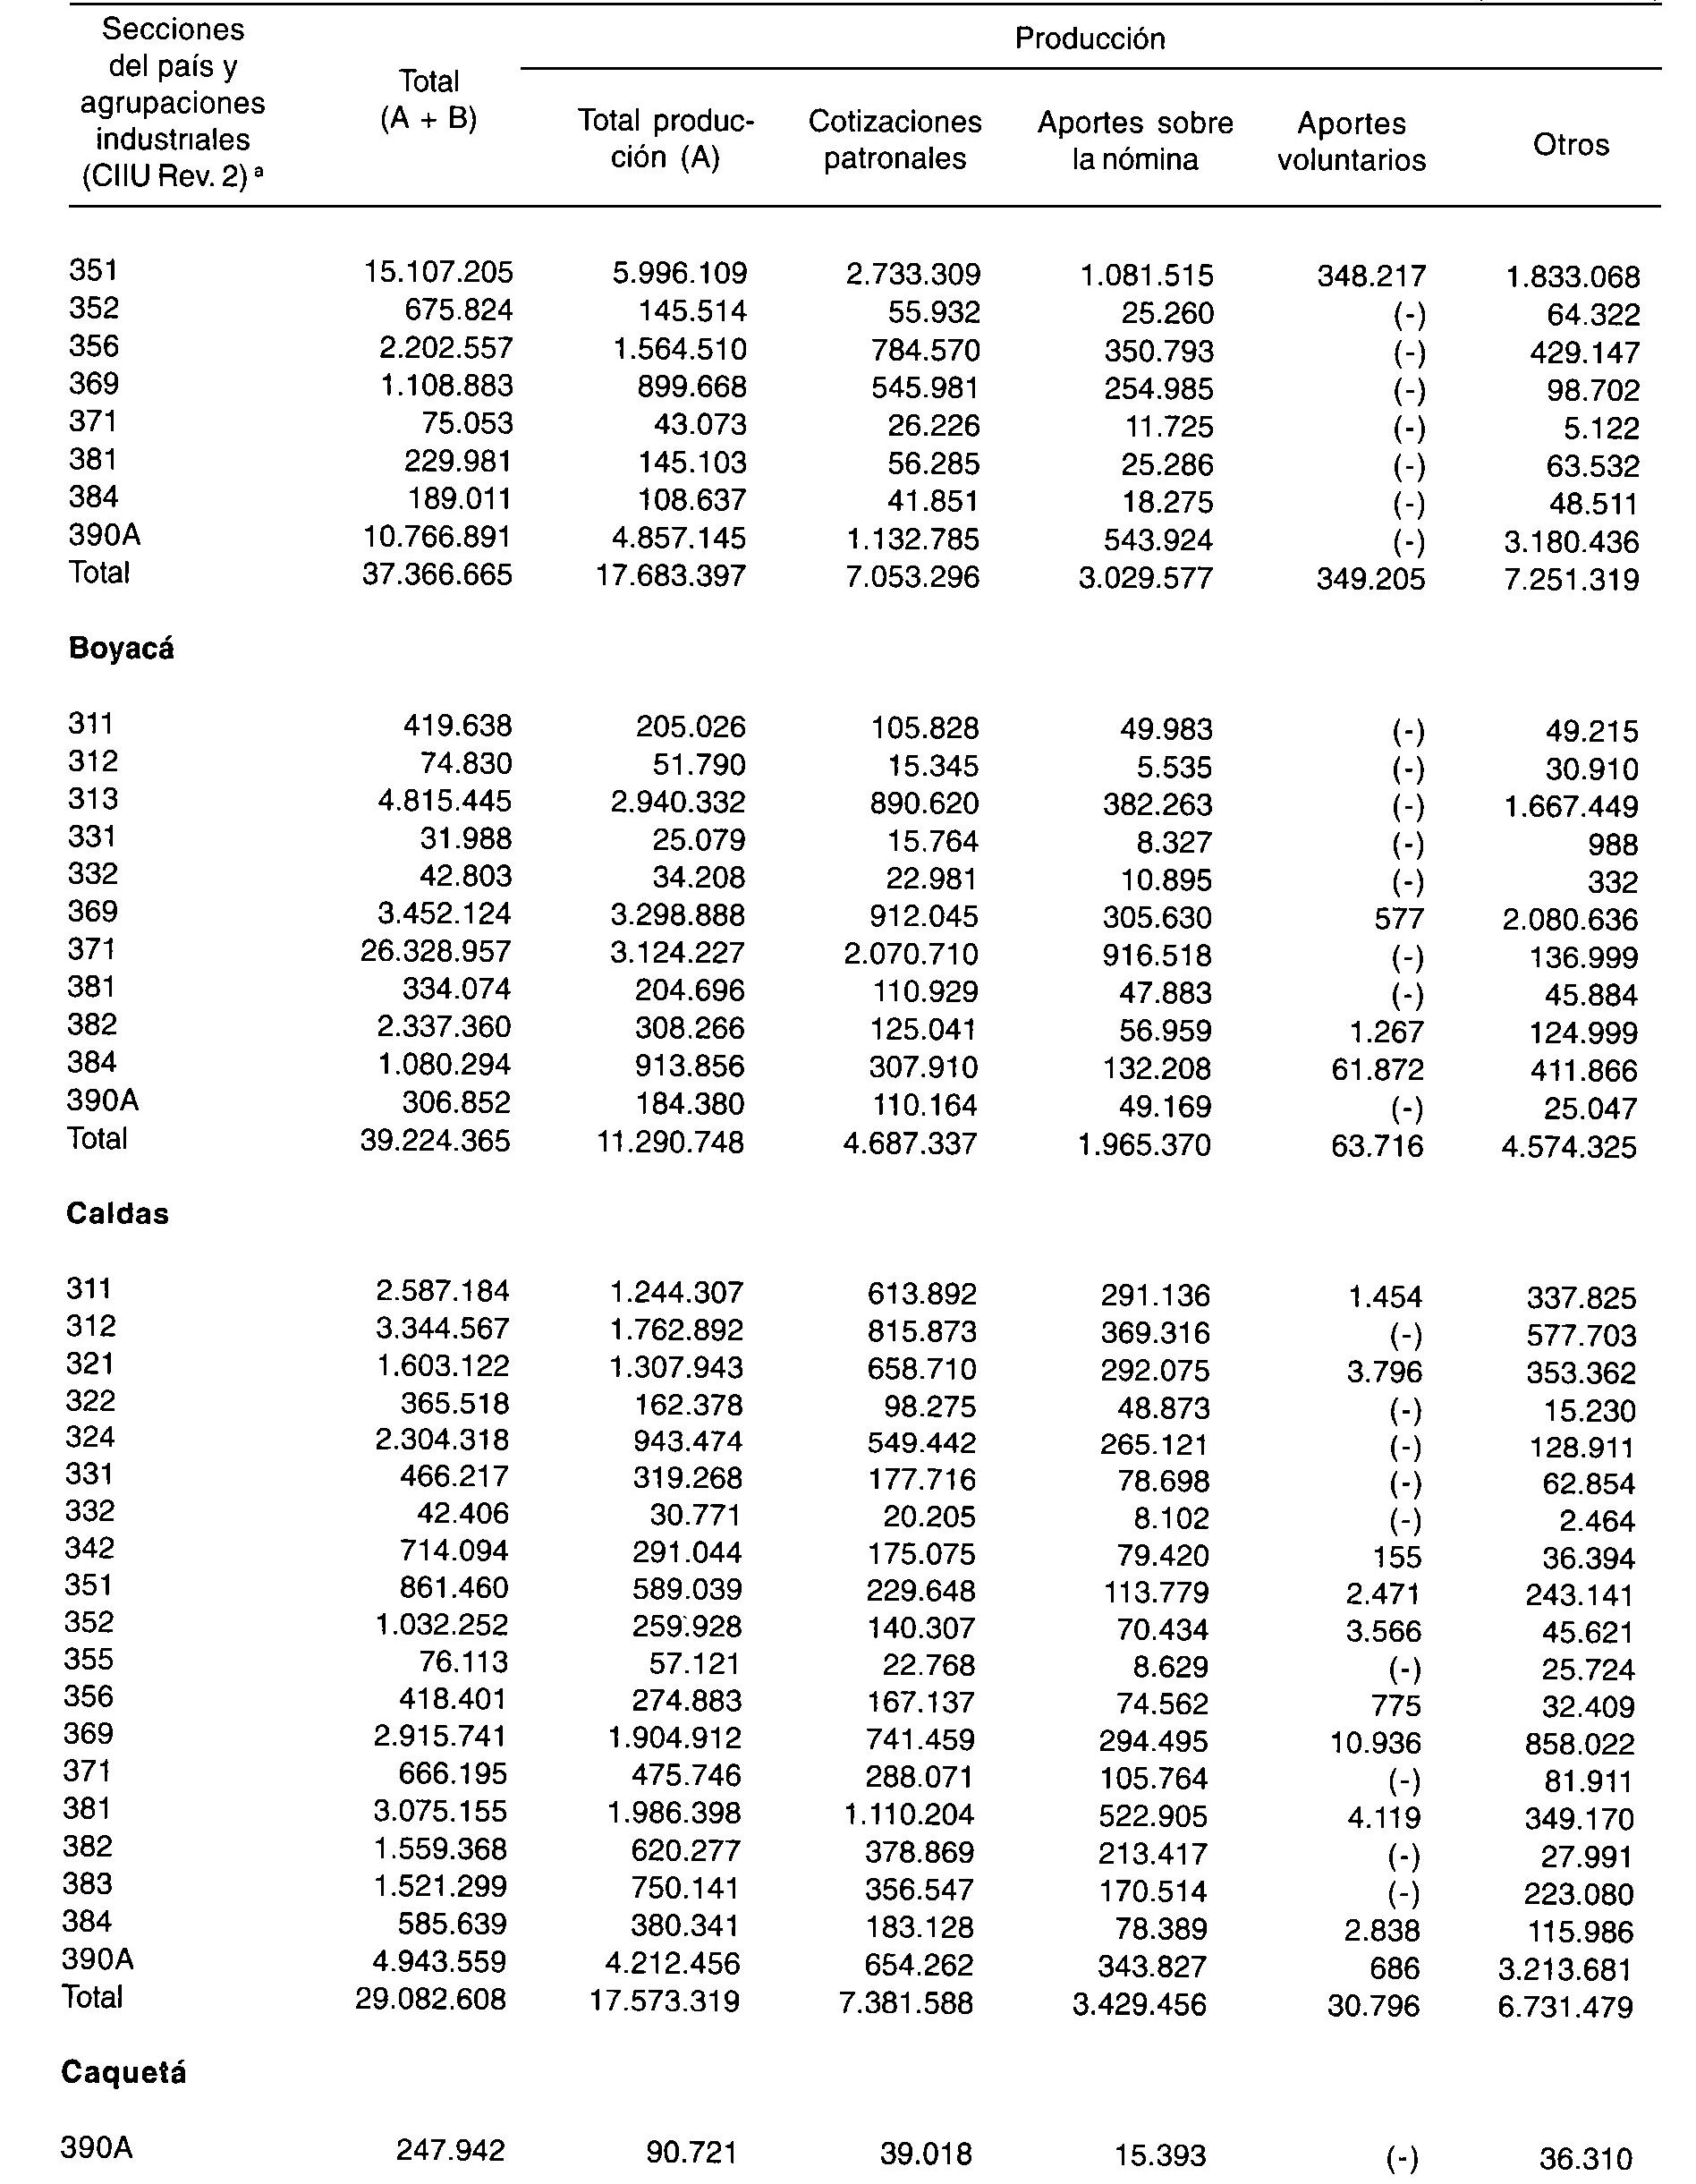 Secciones del país y agrupaciones industriales (CIIU Rev. 2) a
Total (A + B)
Producción
Total produc-ción (A)
Cotizaciones patronales
Aportes sobre la nómina
Aportes voluntarios
Otros
351 15.107.205 5.996.109 2.733.309 1.081.515 348.217 1.833.068
352 675.824 145.514 55.932 25.260 (-) 64.322
356 2.202.557 1.564.510 784.570 350.793 (-) 429.147
369 1.108.883 899.668 545.981 254.985 (-) 98.702
371 75.053 43.073 26.226 11.725 (-) 5.122
381 229.981 145.103 56.285 25.286 (-) 63.532
384 189.011 108.637 41.851 18.275 (-) 48.511
390A 10.766.891 4.857.145 1.132.785 543.924 (-) 3.180.436
Total 37.366.665 17.683.397 7.053.296 3.029.577 349.205 7.251.319
Boyacá
311 419.638 205.026 105.828 49.983 (-) 49.215
312 74.830 51.790 15.345 5.535 (-) 30.910
313 4.815.445 2.940.332 890.620 382.263 (-) 1.667.449
331 31.988 25.079 15.764 8.327 (-) 988
332 42.803 34.208 22.981 10.895 (-) 332
369 3.452.124 3.298.888 912.045 305.630 577 2.080.636
371 26.328.957 3.124.227 2.070.710 916.518 (-) 136.999
381 334.074 204.696 110.929 47.883 (-) 45.884
382 2.337.360 308.266 125.041 56.959 1.267 124.999
384 1.080.294 913.856 307.910 132.208 61.872 411.866
390A 306.852 184.380 110.164 49.169 (-) 25.047
Total 39.224.365 11.290.748 4.687.337 1.965.370 63.716 4.574.325
Caldas
311 2.587.184 1.244.307 613.892 291.136 1.454 337.825
312 3.344.567 1.762.892 815.873 369.316 (-) 577.703
321 1.603.122 1.307.943 658.710 292.075 3.796 353.362
322 365.518 162.378 98.275 48.873 (-) 15.230
324 2.304.318 943.474 549.442 265.121 (-) 128.911
331 466.217 319.268 177.716 78.698 (-) 62.854
332 42.406 30.771 20.205 8.102 (-) 2.464
342 714.094 291.044 175.075 79.420 155 36.394
351 861.460 589.039 229.648 113.779 2.471 243.141
352 1.032.252 259.928 140.307 70.434 3.566 45.621
355 76.113 57.121 22.768 8.629 (-) 25.724
356 418.401 274.883 167.137 74.562 775 32.409
369 2.915.741 1.904.912 741.459 294.495 10.936 858.022
371 666.195 475.746 288.071 105.764 (-) 81.911
381 3.075.155 1.986.398 1.110.204 522.905 4.119 349.170
382 1.559.368 620.277 378.869 213.417 (-) 27.991
383 1.521.299 750.141 356.547 170.514 (-) 223.080
384 585.639 380.341 183.128 78.389 2.838 115.986
390A 4.943.559 4.212.456 654.262 343.827 686 3.213.681
Total 29.082.608 17.573.319 7.381.588 3.429.456 30.796 6.731.479
Caquetá
390A 247.942 90.721 39.018 15.393 (-) 36.310